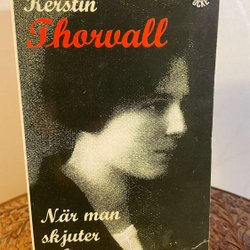 Kerstin
Thorvall
När man
skjuter